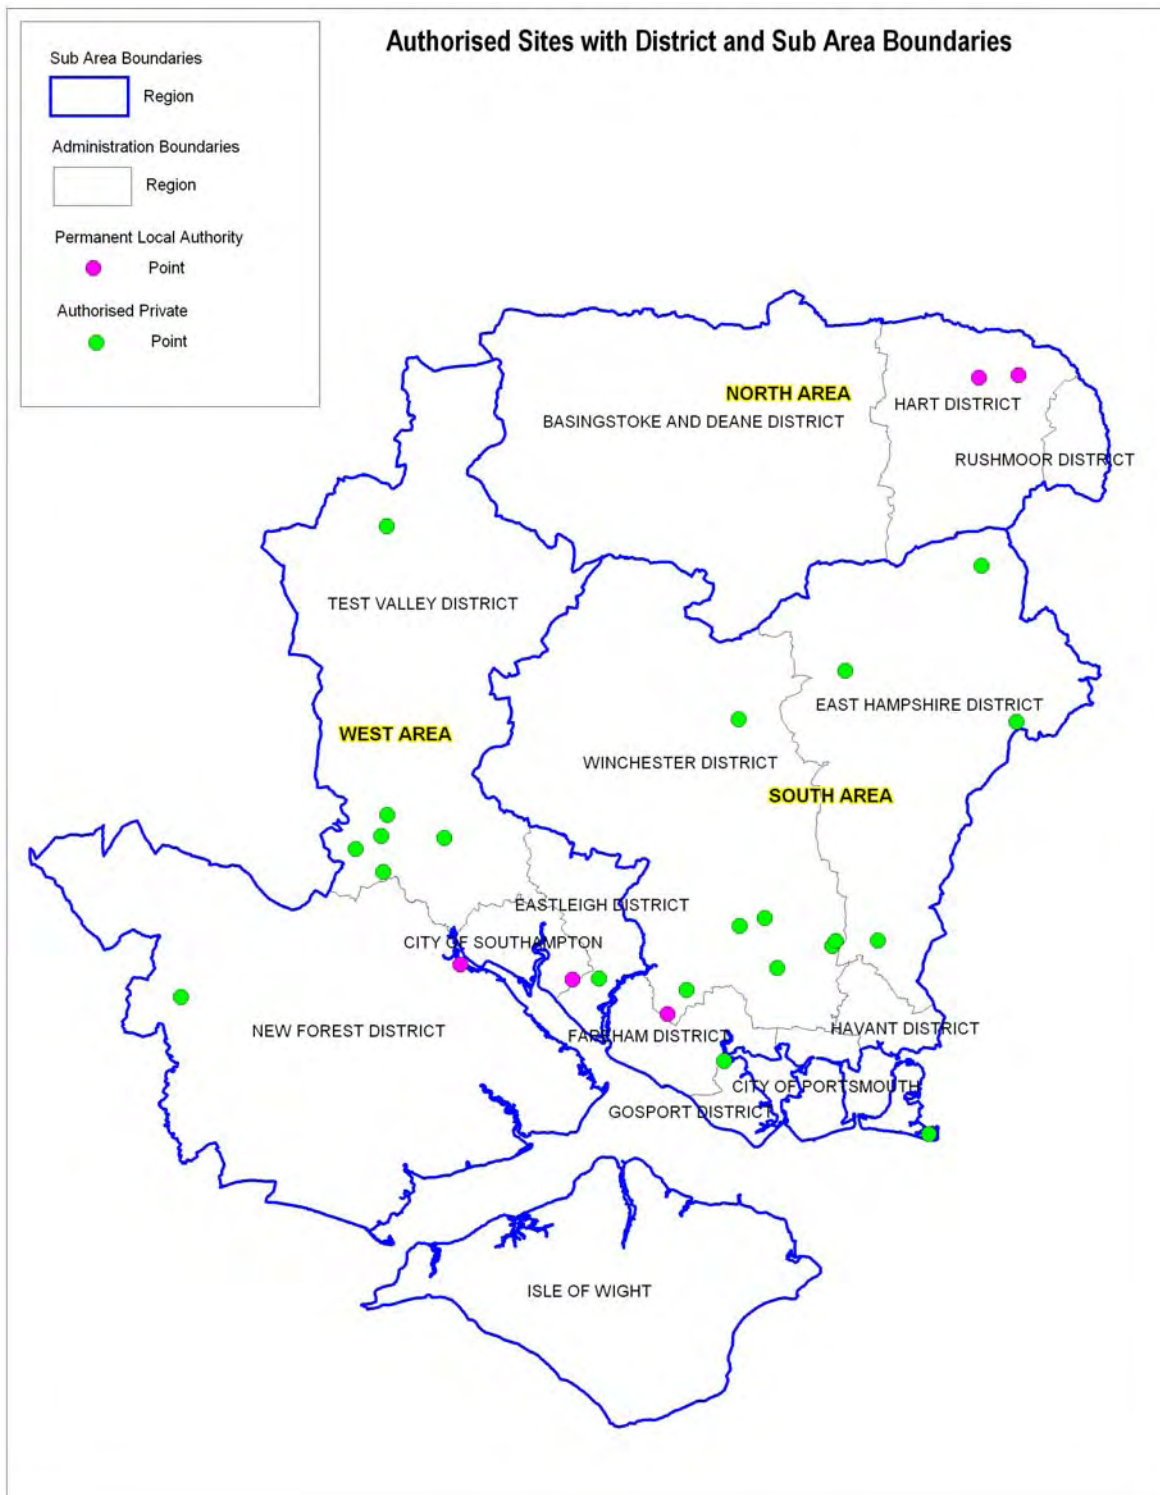 Authorised Sites with District and Sub Area Boundaries
Sub Area Boundaries
Region
Administration Boundaries
Region
Permanent Local Authority
Point
Authorised Private
Point
NORTH AREA
HART DISTRICT
BASINGSTOKE AND DEANE DISTRICT
RUSHMOOR DISTRICT
TEST VALLEY DISTRICT
EAST HAMPSHIRE DISTRICT
WEST AREA
WINCHESTER DISTRICT
SOUTH AREA
EASTLEIGH DISTRICT
CITY OF SOUTHAMPTON
NEW FOREST DISTRICT
HAVANT DISTRICT
FAREHAM DISTRICT
CITY OF PORTSMOUTH
GOSPORT DISTRICT
ISLE OF WIGHT